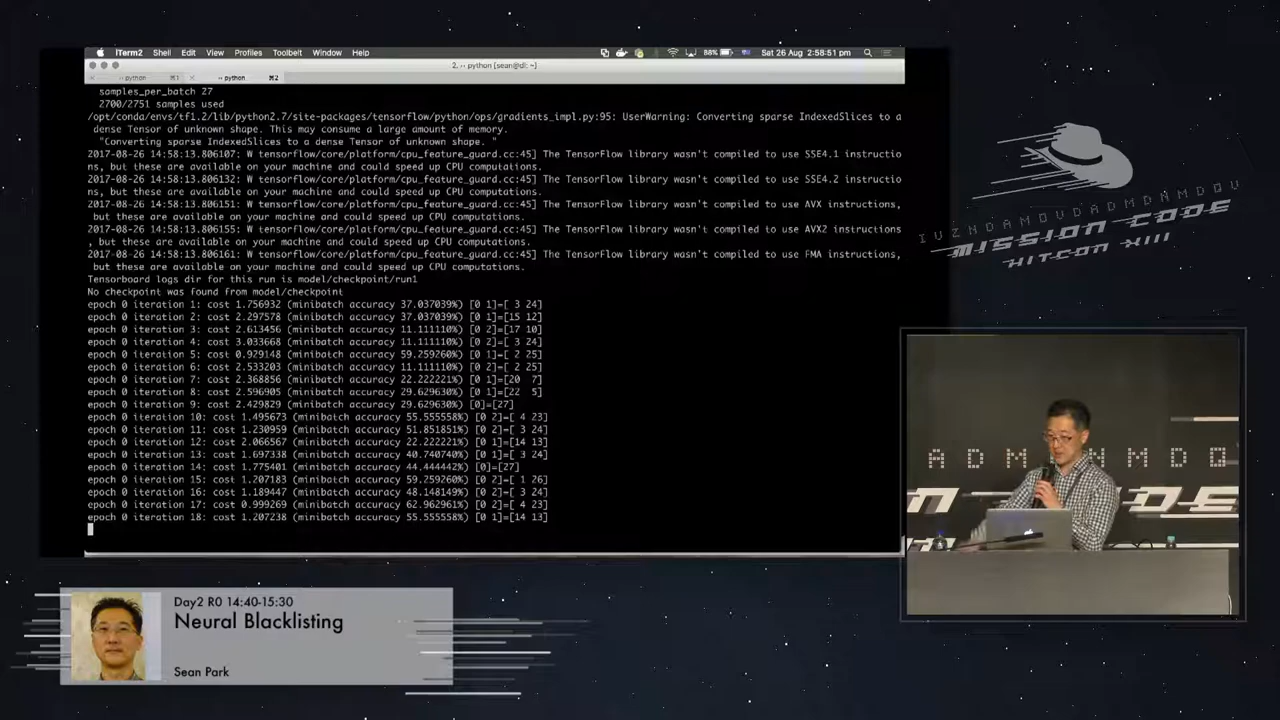 iTerm2 Shell Edit View Profiles Toolbelt Window Help 88% Sat 26 Aug 2:58:51 pm
2. python (sean@dl: ~)
python ⌘1 python ⌘2
samples_per_batch 27
2700/2751 samples used
/opt/conda/envs/tf1.2/lib/python2.7/site-packages/tensorflow/python/ops/gradients_impl.py:95: UserWarning: Converting sparse IndexedSlices to a
dense Tensor of unknown shape. This may consume a large amount of memory.
"Converting sparse IndexedSlices to a dense Tensor of unknown shape. "
2017-08-26 14:58:13.806107: W tensorflow/core/platform/cpu_feature_guard.cc:45] The TensorFlow library wasn't compiled to use SSE4.1 instructio
ns, but these are available on your machine and could speed up CPU computations.
2017-08-26 14:58:13.806132: W tensorflow/core/platform/cpu_feature_guard.cc:45] The TensorFlow library wasn't compiled to use SSE4.2 instructio
ns, but these are available on your machine and could speed up CPU computations.
2017-08-26 14:58:13.806151: W tensorflow/core/platform/cpu_feature_guard.cc:45] The TensorFlow library wasn't compiled to use AVX instructions,
but these are available on your machine and could speed up CPU computations.
2017-08-26 14:58:13.806155: W tensorflow/core/platform/cpu_feature_guard.cc:45] The TensorFlow library wasn't compiled to use AVX2 instructions
, but these are available on your machine and could speed up CPU computations.
2017-08-26 14:58:13.806161: W tensorflow/core/platform/cpu_feature_guard.cc:45] The TensorFlow library wasn't compiled to use FMA instructions,
but these are available on your machine and could speed up CPU computations.
Tensorboard logs dir for this run is model/checkpoint/run1
No checkpoint was found from model/checkpoint
epoch 0 iteration 1: cost 1.756932 (minibatch accuracy 37.037039%) [0 1]=[ 3 24]
epoch 0 iteration 2: cost 2.297578 (minibatch accuracy 37.037039%) [0 1]=[15 12]
epoch 0 iteration 3: cost 2.613456 (minibatch accuracy 11.111110%) [0 2]=[17 10]
epoch 0 iteration 4: cost 3.033668 (minibatch accuracy 11.111110%) [0 2]=[ 3 24]
epoch 0 iteration 5: cost 0.929148 (minibatch accuracy 59.259260%) [0 1]=[ 2 25]
epoch 0 iteration 6: cost 2.533203 (minibatch accuracy 11.111110%) [0 2]=[ 2 25]
epoch 0 iteration 7: cost 2.368856 (minibatch accuracy 22.222221%) [0 1]=[20 7]
epoch 0 iteration 8: cost 2.596905 (minibatch accuracy 29.629630%) [0 1]=[22 5]
epoch 0 iteration 9: cost 2.429829 (minibatch accuracy 29.629630%) [0]=[27]
epoch 0 iteration 10: cost 1.495673 (minibatch accuracy 55.555558%) [0 2]=[ 4 23]
epoch 0 iteration 11: cost 1.230959 (minibatch accuracy 51.851851%) [0 2]=[ 3 24]
epoch 0 iteration 12: cost 2.066567 (minibatch accuracy 22.222221%) [0 1]=[14 13]
epoch 0 iteration 13: cost 1.697338 (minibatch accuracy 40.740740%) [0 1]=[ 3 24]
epoch 0 iteration 14: cost 1.775401 (minibatch accuracy 44.444442%) [0]=[27]
epoch 0 iteration 15: cost 1.207183 (minibatch accuracy 59.259260%) [0 2]=[ 1 26]
epoch 0 iteration 16: cost 1.189447 (minibatch accuracy 48.148149%) [0 2]=[ 3 24]
epoch 0 iteration 17: cost 0.999269 (minibatch accuracy 62.962961%) [0 2]=[ 4 23]
epoch 0 iteration 18: cost 1.207238 (minibatch accuracy 55.555558%) [0 1]=[14 13]
IUZNDAMOVDADMDNMDQV
MISSION CODE
HITCON XIII
Day2 R0 14:40-15:30
Neural Blacklisting
Sean Park